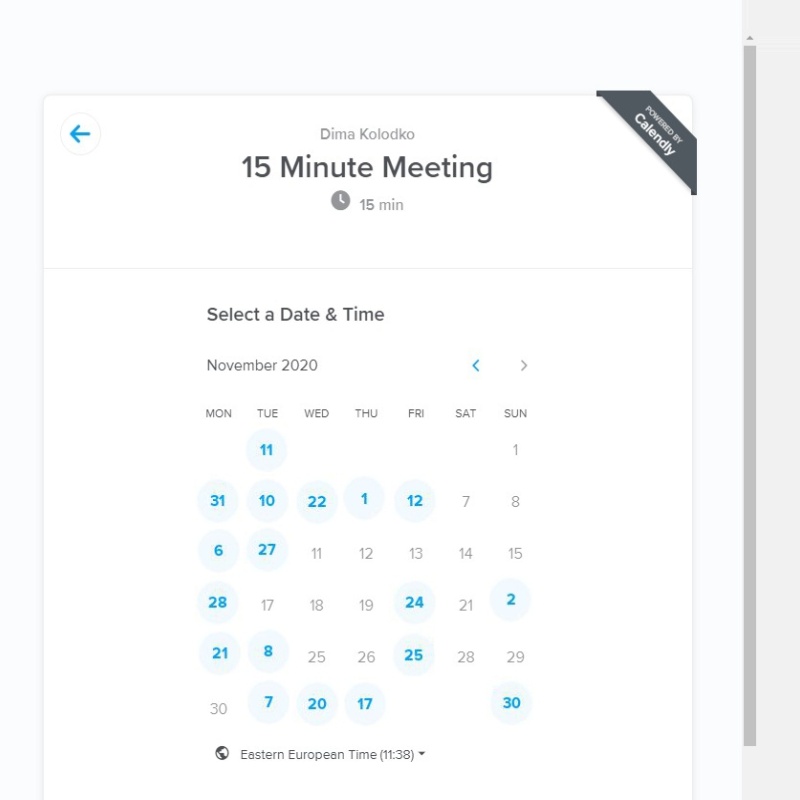 POWERED BY
Calendly
Dima Kolodko
15 Minute Meeting
15 min
Select a Date & Time
November 2020
MON TUE WED THU FRI SAT SUN
11 1
31 10 22 1 12 7 8
6 27 11 12 13 14 15
28 17 18 19 24 21 2
21 8 25 26 25 28 29
30 7 20 17 30
Eastern European Time (11:38)